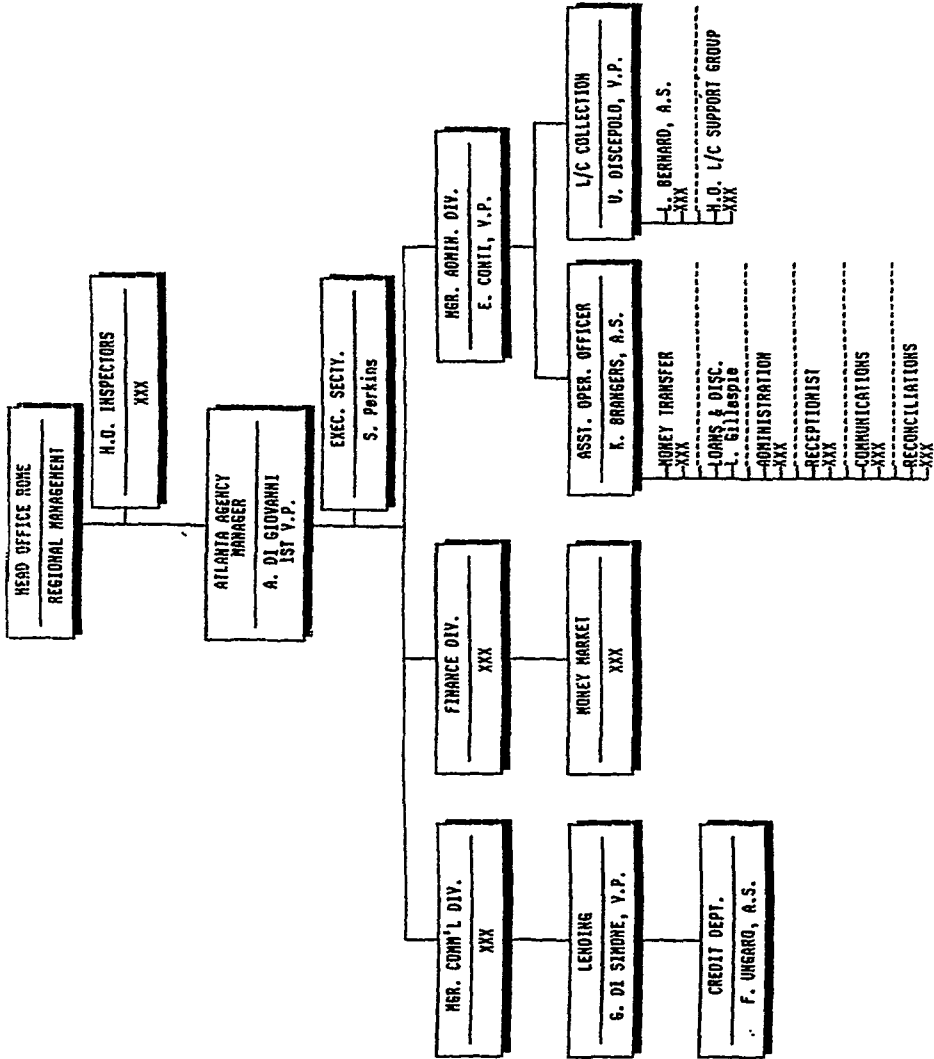 HEAD OFFICE ROME
REGIONAL MANAGEMENT
H.O. INSPECTORS
XXX
ATLANTA AGENCY
MANAGER
A. DI GIOVANNI
1ST V.P.
EXEC. SECTY.
S. Perkins
MGR. COMM'L DIV.
XXX
FINANCE DIV.
XXX
MGR. ADMIN. DIV.
E. CONTI, V.P.
LENDING
G. DI SIMONE, V.P.
MONEY MARKET
XXX
ASST. OPER. OFFICER
K. BRANGERS, A.S.
L/C COLLECTION
U. DISCEPOLO, V.P.
CREDIT DEPT.
F. UNGARO, A.S.
MONEY TRANSFER
XXX
LOANS & DISC.
L. Gillespie
ADMINISTRATION
XXX
RECEPTIONIST
XXX
COMMUNICATIONS
XXX
RECONCILIATIONS
XXX
L. BERNARD, A.S.
XXX
H.O. L/C SUPPORT GROUP
XXX